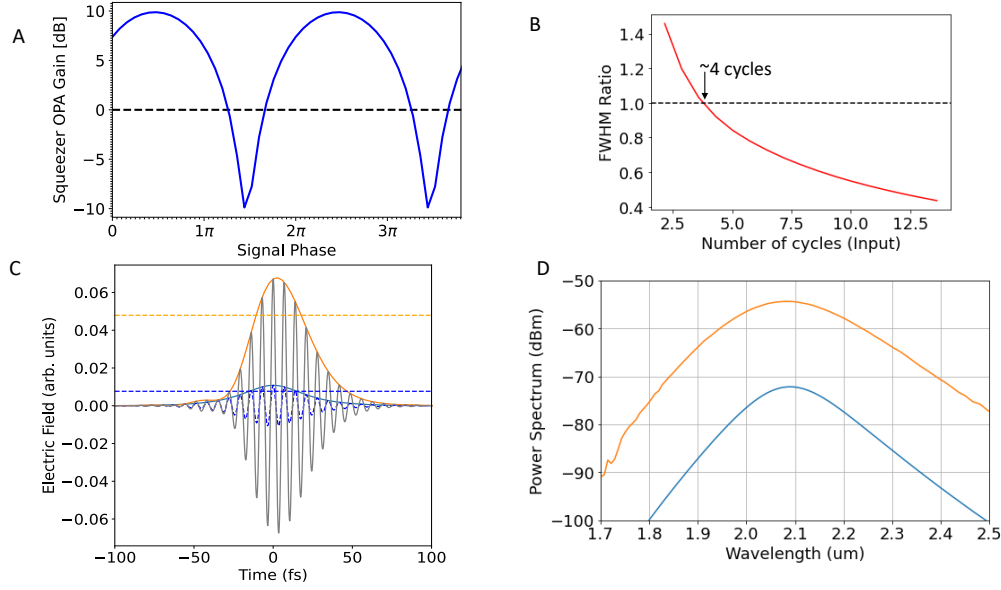 A
Squeezer OPA Gain [dB]
10
5
0
−5
−10
0
1π
2π
3π
Signal Phase
B
FWHM Ratio
1.4
1.2
1.0
0.8
0.6
0.4
~4 cycles
2.5
5.0
7.5
10.0
12.5
Number of cycles (Input)
C
Electric Field (arb. units)
0.06
0.04
0.02
0.00
−0.02
−0.04
−0.06
−100
−50
0
50
100
Time (fs)
D
Power Spectrum (dBm)
−50
−60
−70
−80
−90
−100
1.7
1.8
1.9
2.0
2.1
2.2
2.3
2.4
2.5
Wavelength (um)